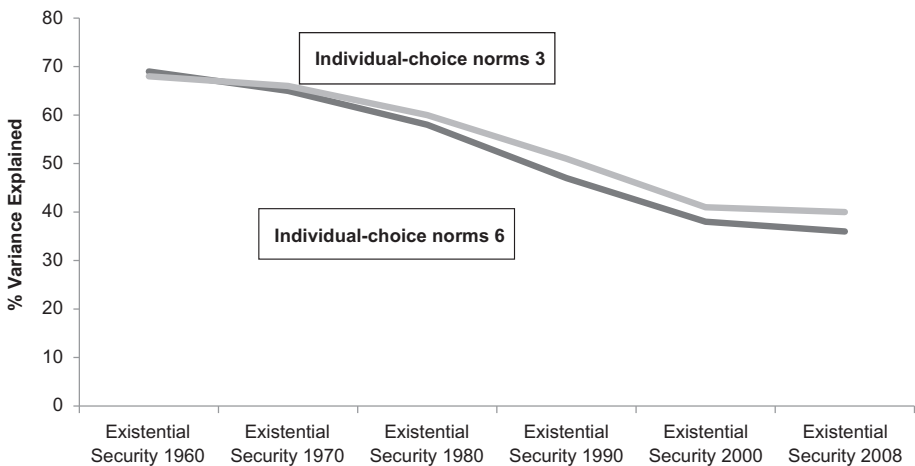 80
70
60
50
40
30
20
10
0
% Variance Explained
Individual-choice norms 3
Individual-choice norms 6
Existential
Security 1960
Existential
Security 1970
Existential
Security 1980
Existential
Security 1990
Existential
Security 2000
Existential
Security 2008